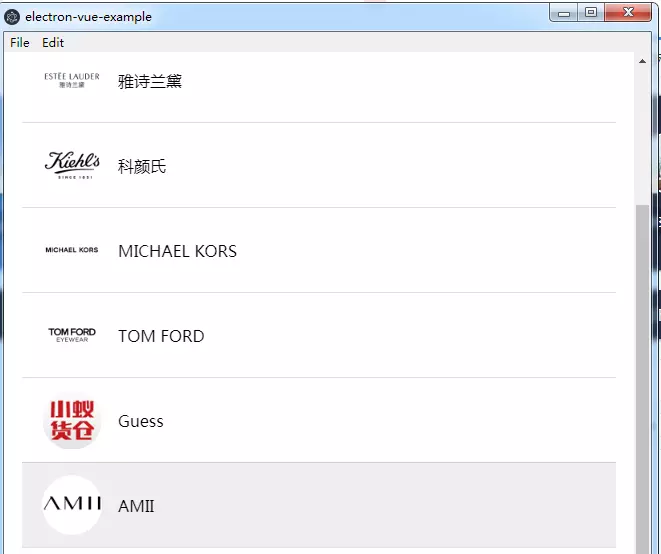 electron-vue-example
File Edit
ESTĒE LAUDER
雅诗兰黛
雅诗兰黛
Kiehl's
SINCE 1851
科颜氏
MICHAEL KORS
MICHAEL KORS
TOM FORD
EYEWEAR
TOM FORD
小蚁
货仓
Guess
AMII
AMII